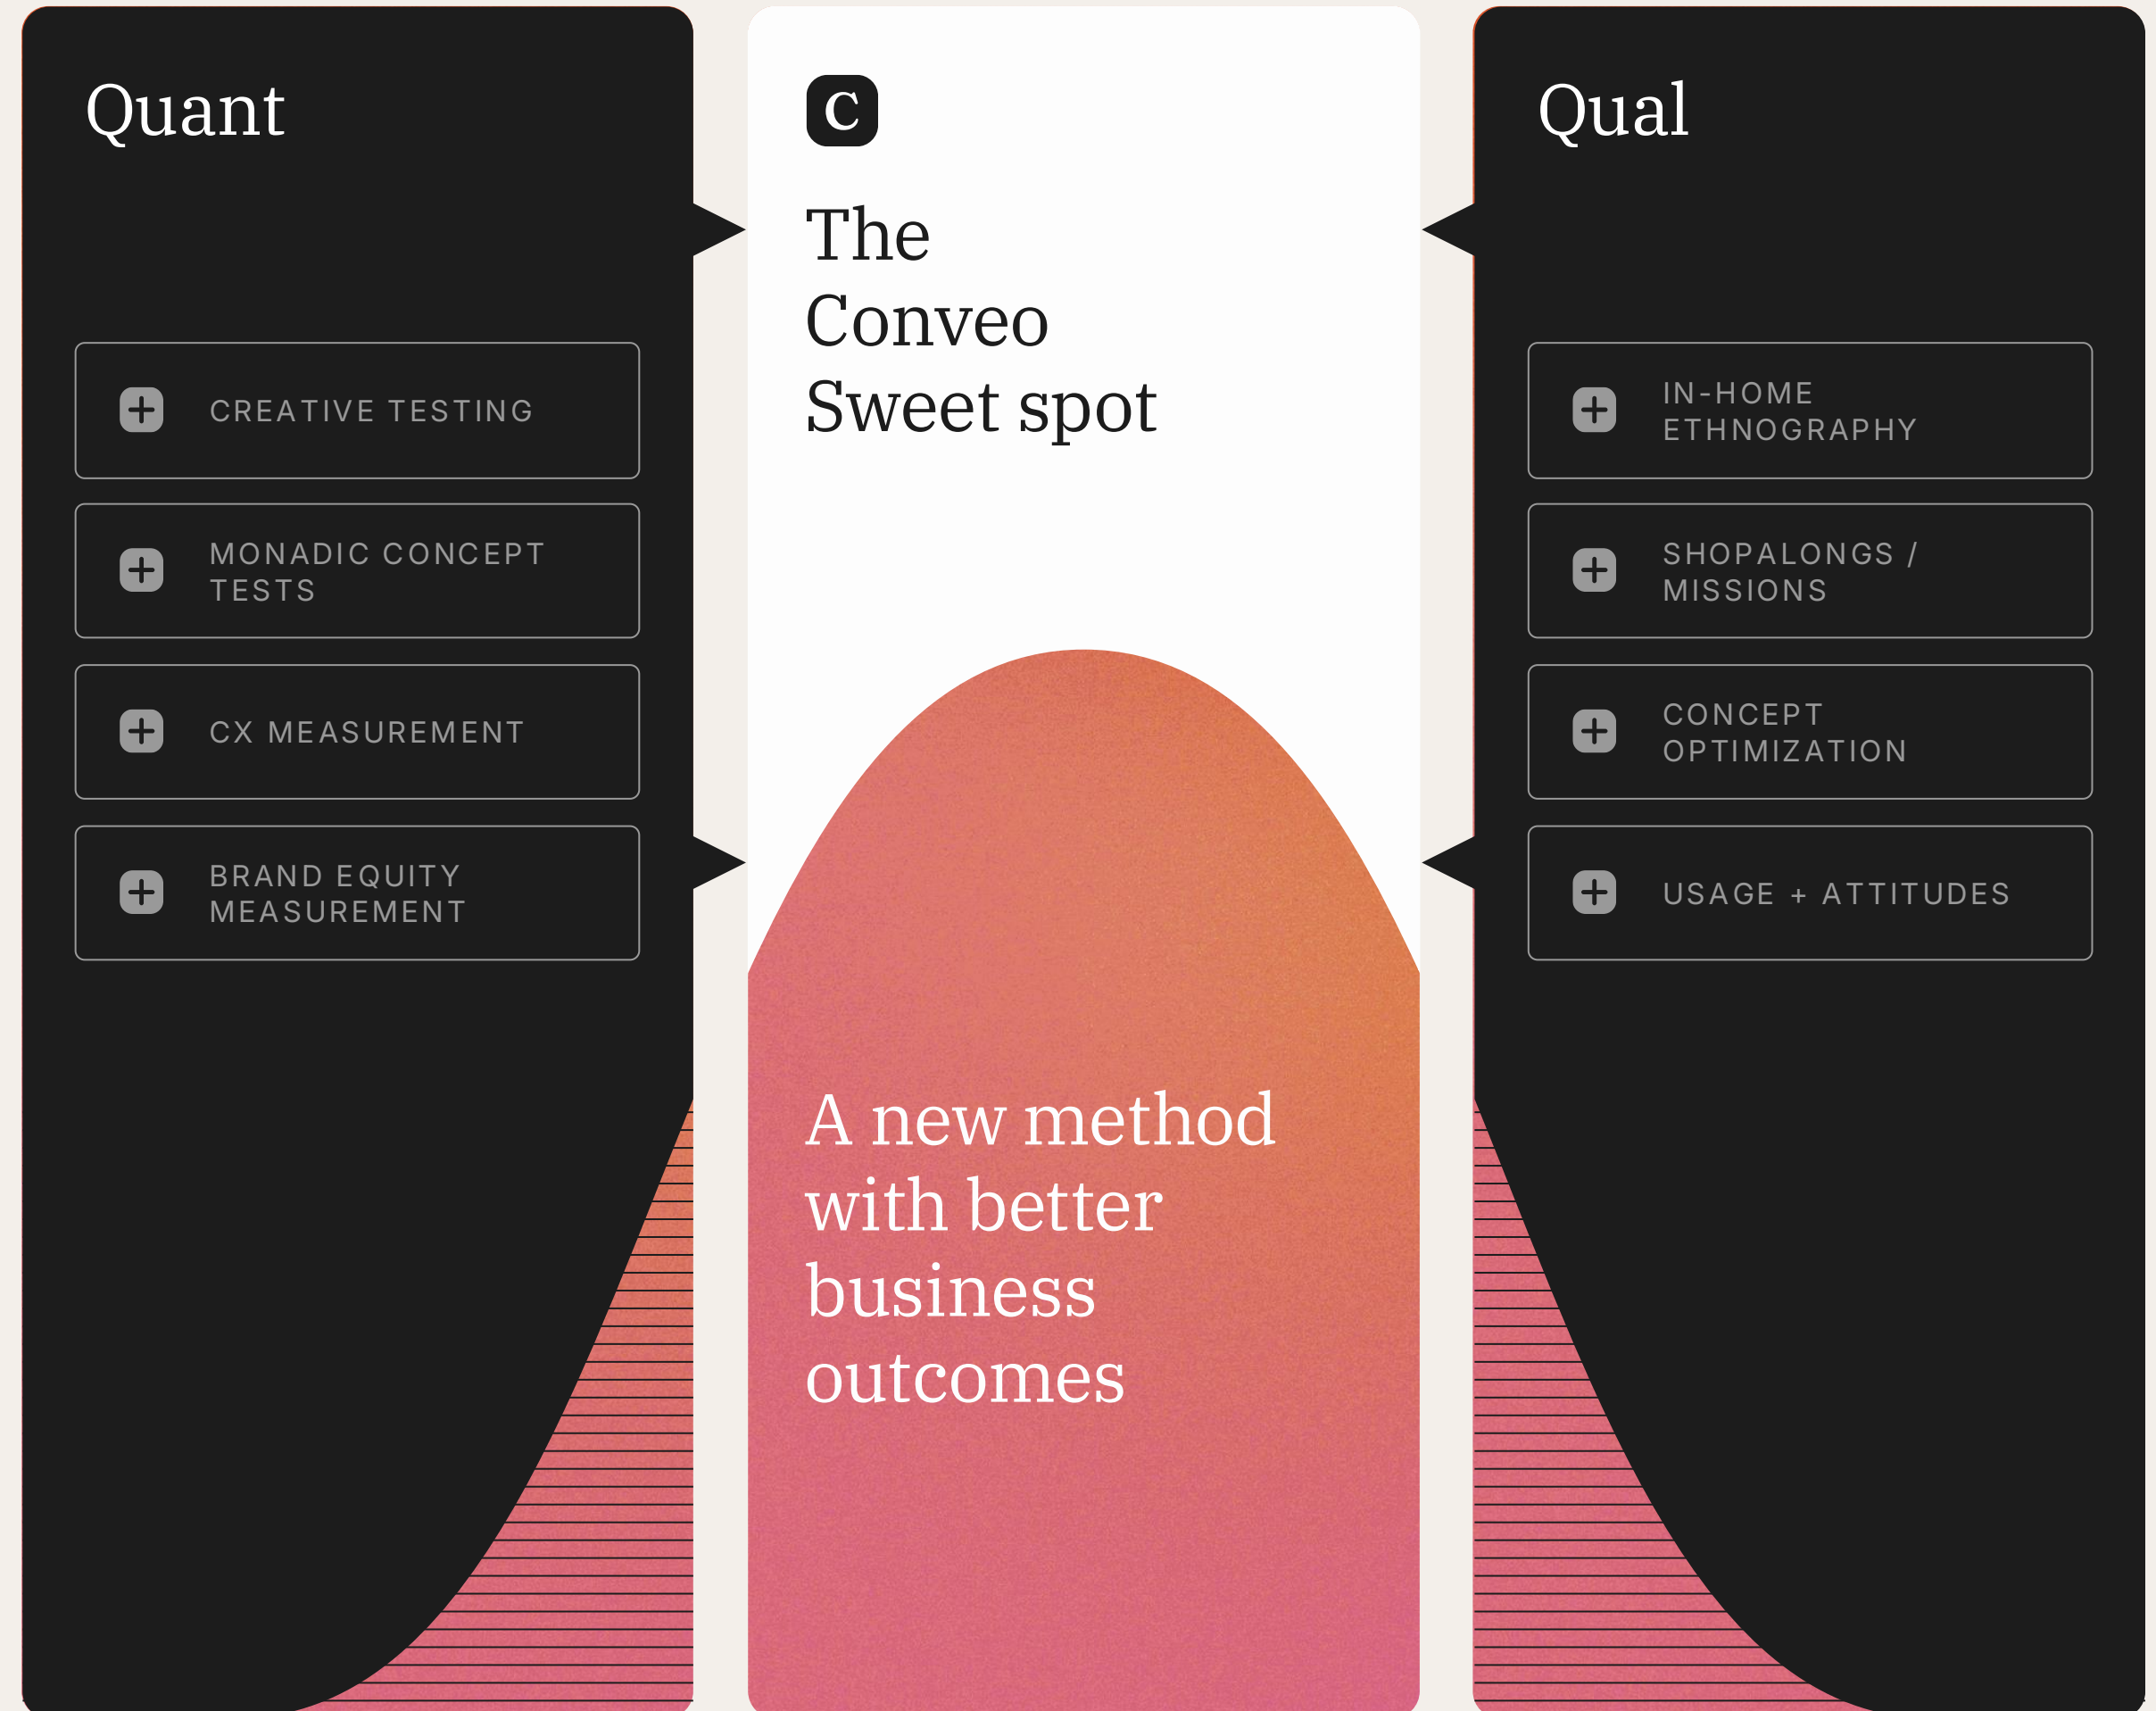 Quant
CREATIVE TESTING
MONADIC CONCEPT
TESTS
CX MEASUREMENT
BRAND EQUITY
MEASUREMENT
C
The
Conveo
Sweet spot
A new method
with better
business
outcomes
Qual
IN-HOME
ETHNOGRAPHY
SHOPALONGS /
MISSIONS
CONCEPT
OPTIMIZATION
USAGE + ATTITUDES